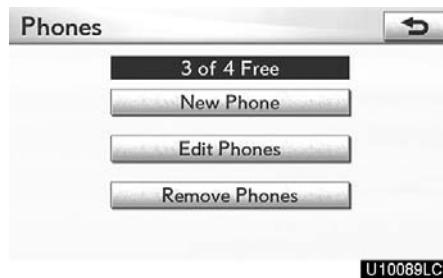 Phones
3 of 4 Free
New Phone
Edit Phones
Remove Phones
U10089LC